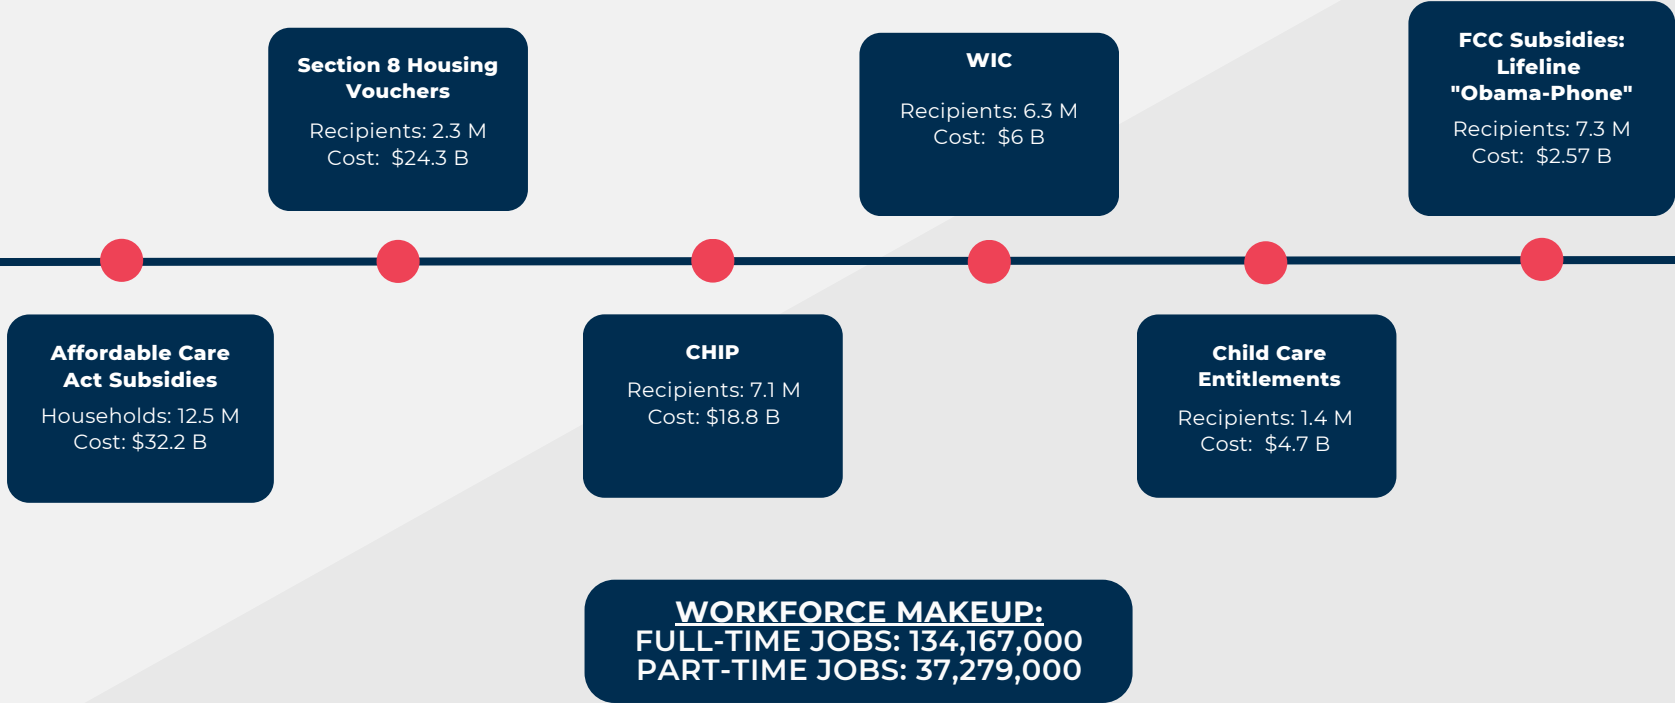 Section 8 Housing
Vouchers
Recipients: 2.3 M
Cost: $24.3 B
WIC
Recipients: 6.3 M
Cost: $6 B
FCC Subsidies:
Lifeline
"Obama-Phone"
Recipients: 7.3 M
Cost: $2.57 B
Affordable Care
Act Subsidies
Households: 12.5 M
Cost: $32.2 B
CHIP
Recipients: 7.1 M
Cost: $18.8 B
Child Care
Entitlements
Recipients: 1.4 M
Cost: $4.7 B
WORKFORCE MAKEUP:
FULL-TIME JOBS: 134,167,000
PART-TIME JOBS: 37,279,000